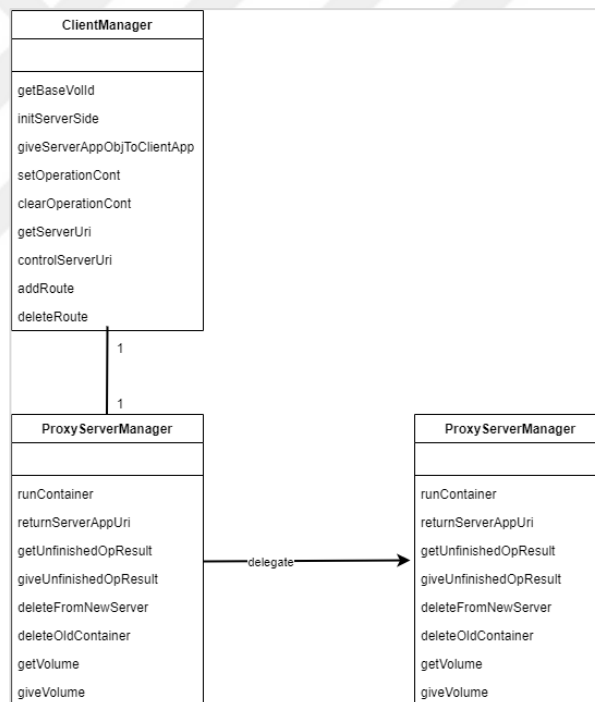 ClientManager
getBaseVolId
initServerSide
giveServerAppObjToClientApp
setOperationCont
clearOperationCont
getServerUri
controlServerUri
addRoute
deleteRoute
1
1
ProxyServerManager
runContainer
returnServerAppUri
getUnfinishedOpResult
giveUnfinishedOpResult
deleteFromNewServer
deleteOldContainer
getVolume
giveVolume
delegate
ProxyServerManager
runContainer
returnServerAppUri
getUnfinishedOpResult
giveUnfinishedOpResult
deleteFromNewServer
deleteOldContainer
getVolume
giveVolume